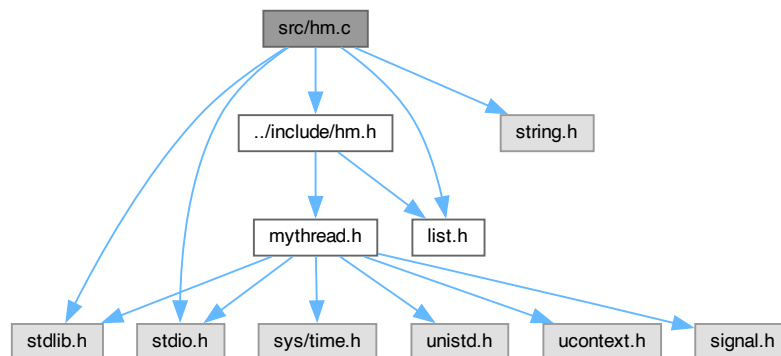 src/hm.c
../include/hm.h
string.h
mythread.h
list.h
stdlib.h
stdio.h
sys/time.h
unistd.h
ucontext.h
signal.h